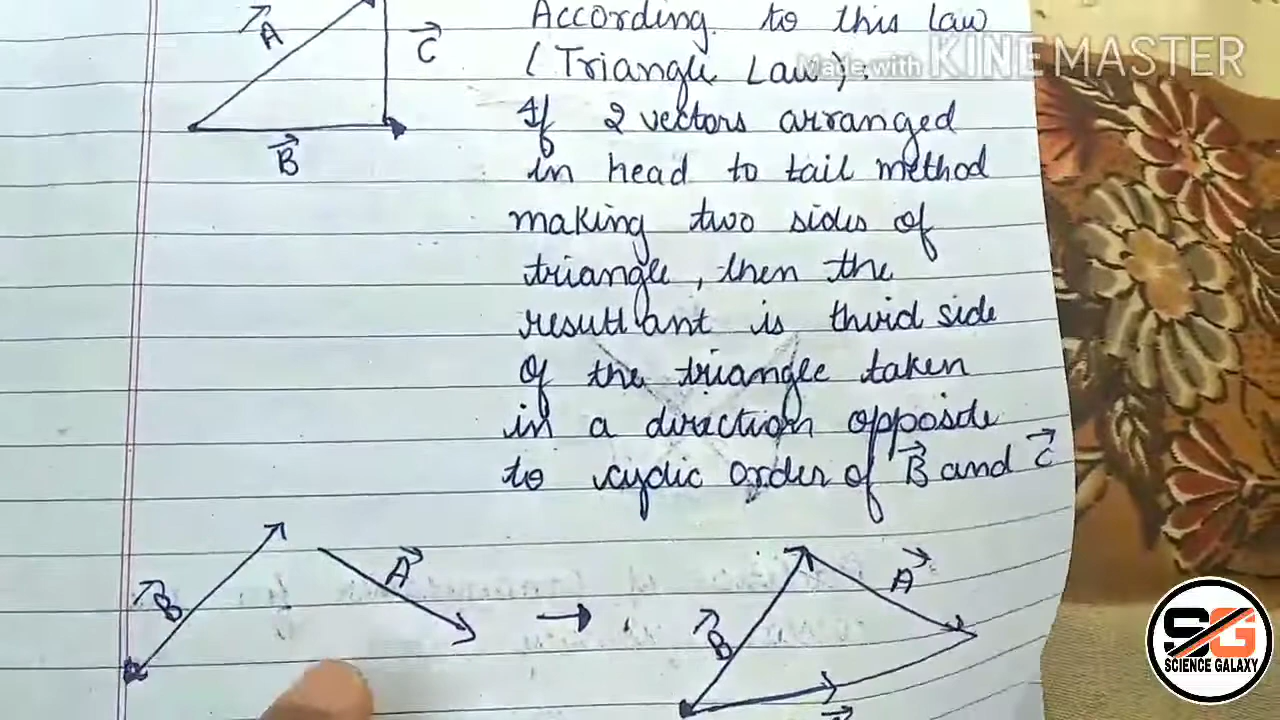 According to this law
A⃗
C⃗
Made with KINEMASTER
(Triangle Law):
If 2 vectors arranged
B⃗
in head to tail method
making two sides of
triangle, then the
resultant is third side
of the triangle taken
in a direction opposite
to cyclic order of B⃗ and C⃗
B⃗ A⃗
B⃗ A⃗
SG
SCIENCE GALAXY